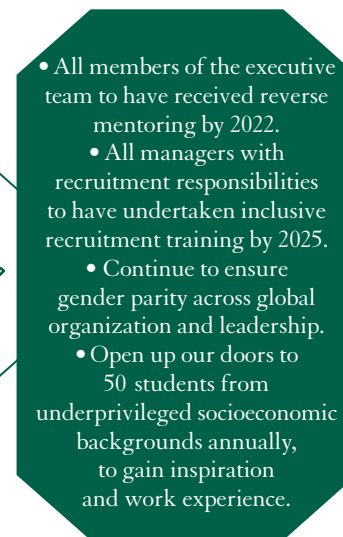 • All members of the executive
team to have received reverse
mentoring by 2022.
• All managers with
recruitment responsibilities
to have undertaken inclusive
recruitment training by 2025.
• Continue to ensure
gender parity across global
organization and leadership.
• Open up our doors to
50 students from
underprivileged socioeconomic
backgrounds annually,
to gain inspiration
and work experience.